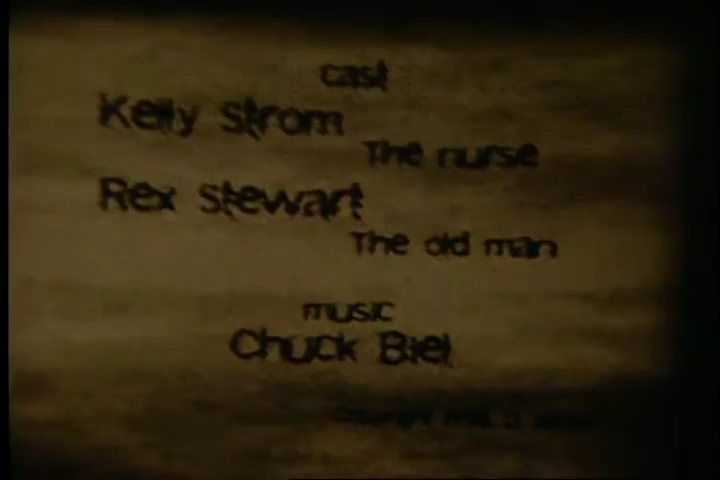 cast
Kelly Strom
The nurse
Rex Stewart
The old man
music
Chuck Biel